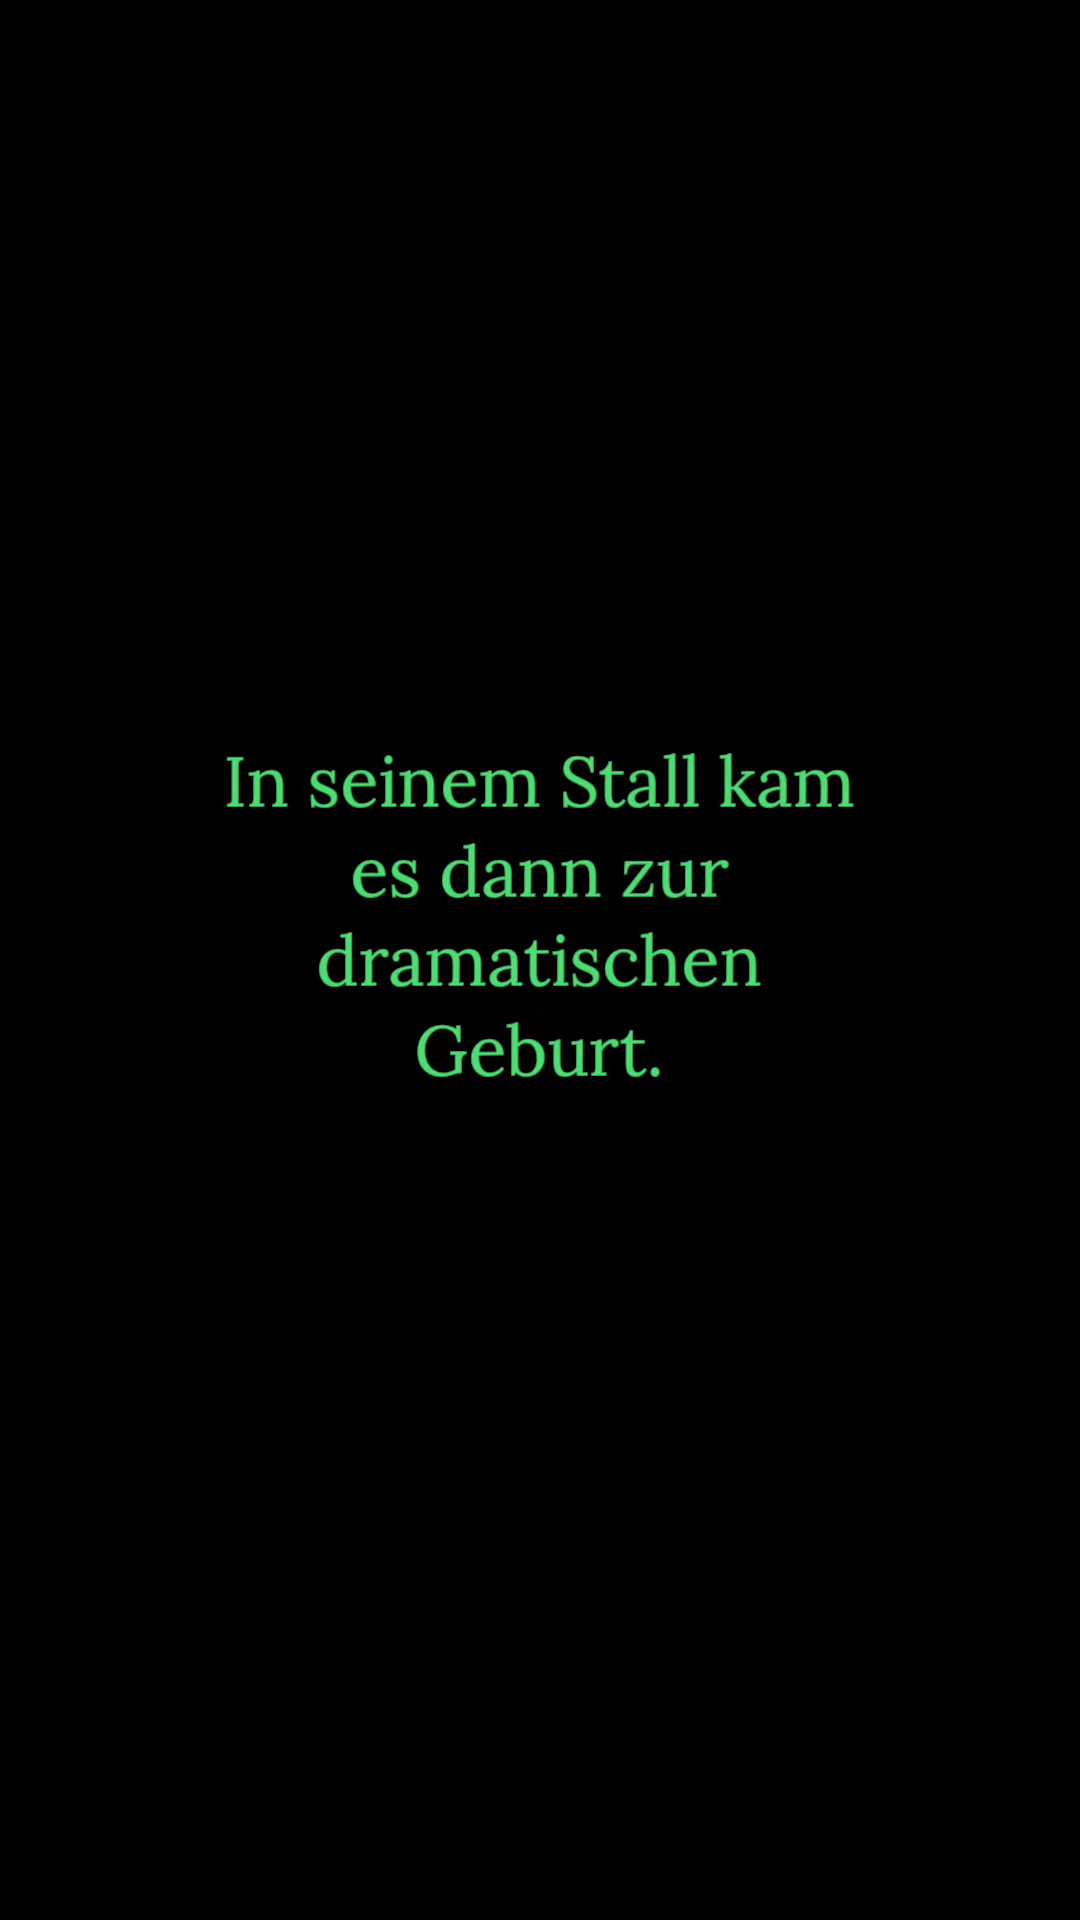 In seinem Stall kam
es dann zur
dramatischen
Geburt.